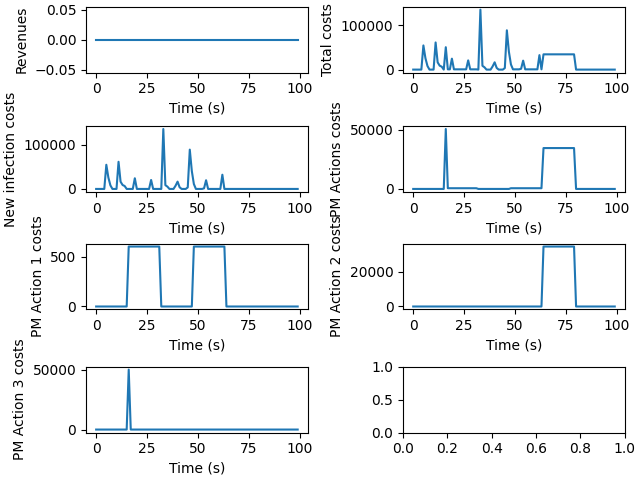 Revenues
0.05
0.00
−0.05
0 25 50 75 100
Time (s)
Total costs
100000
0
0 25 50 75 100
Time (s)
New infection costs
100000
0
0 25 50 75 100
Time (s)
PM Actions costs
50000
0
0 25 50 75 100
Time (s)
PM Action 1 costs
500
0
0 25 50 75 100
Time (s)
PM Action 2 costs
20000
0
0 25 50 75 100
Time (s)
PM Action 3 costs
50000
0
0 25 50 75 100
Time (s)
1.0
0.5
0.0
0.0 0.2 0.4 0.6 0.8 1.0